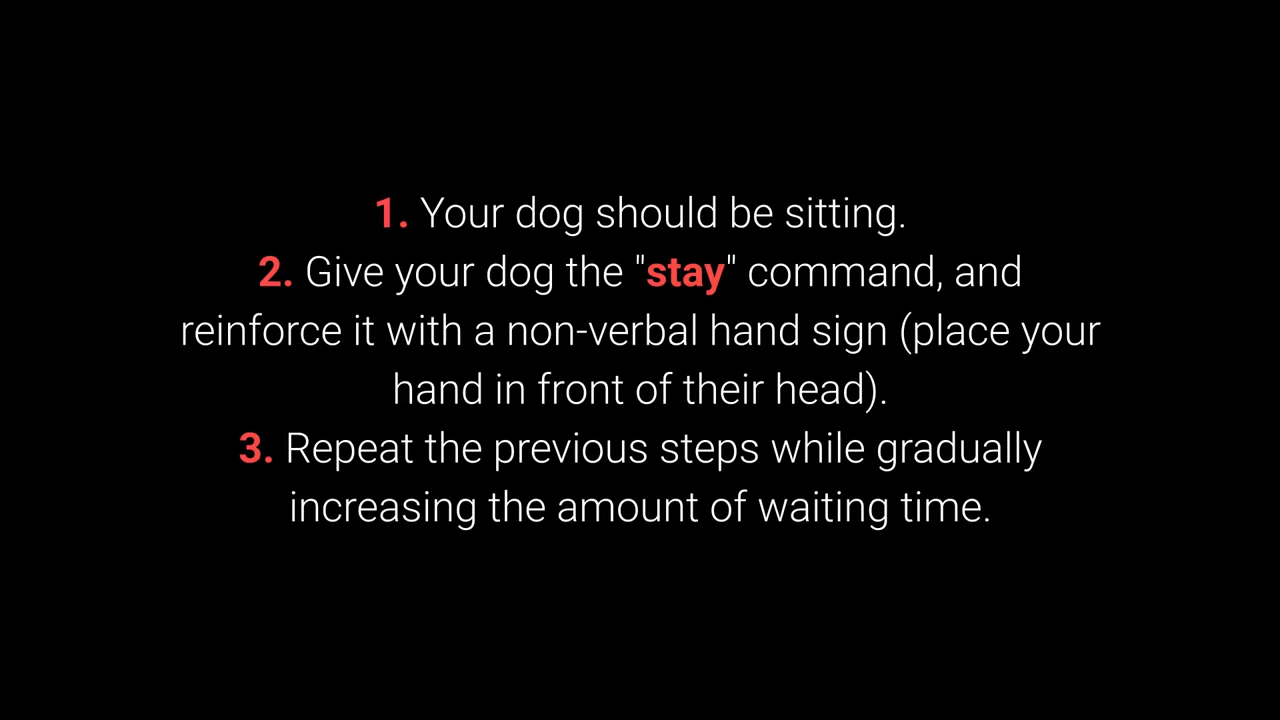 1. Your dog should be sitting.
2. Give your dog the "stay" command, and
reinforce it with a non-verbal hand sign (place your
hand in front of their head).
3. Repeat the previous steps while gradually
increasing the amount of waiting time.